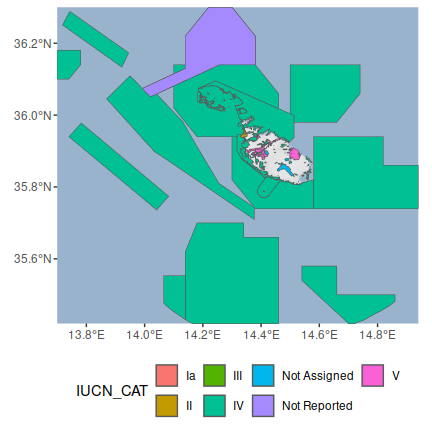 36.2°N
36.0°N
35.8°N
35.6°N
13.8°E 14.0°E 14.2°E 14.4°E 14.6°E 14.8°E
IUCN_CAT
Ia III Not Assigned V
II IV Not Reported